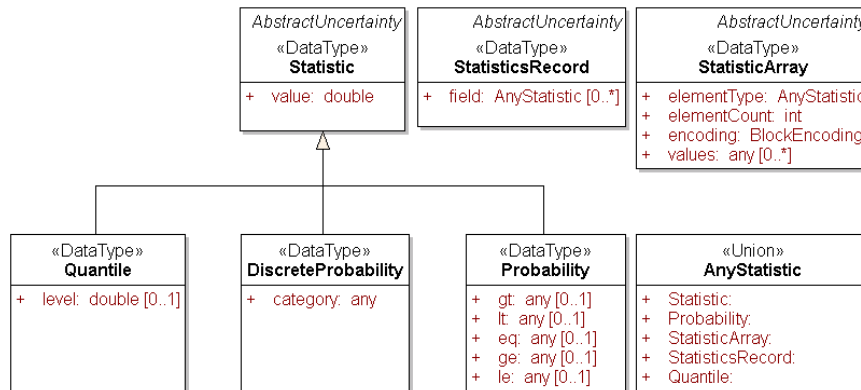 AbstractUncertainty
«DataType»
Statistic
+ value: double
AbstractUncertainty
«DataType»
StatisticsRecord
+ field: AnyStatistic [0..*]
AbstractUncertainty
«DataType»
StatisticArray
+ elementType: AnyStatistic
+ elementCount: int
+ encoding: BlockEncoding
+ values: any [0..*]
«DataType»
Quantile
+ level: double [0..1]
«DataType»
DiscreteProbability
+ category: any
«DataType»
Probability
+ gt: any [0..1]
+ lt: any [0..1]
+ eq: any [0..1]
+ ge: any [0..1]
+ le: any [0..1]
«Union»
AnyStatistic
+ Statistic:
+ Probability:
+ StatisticArray:
+ StatisticsRecord:
+ Quantile: